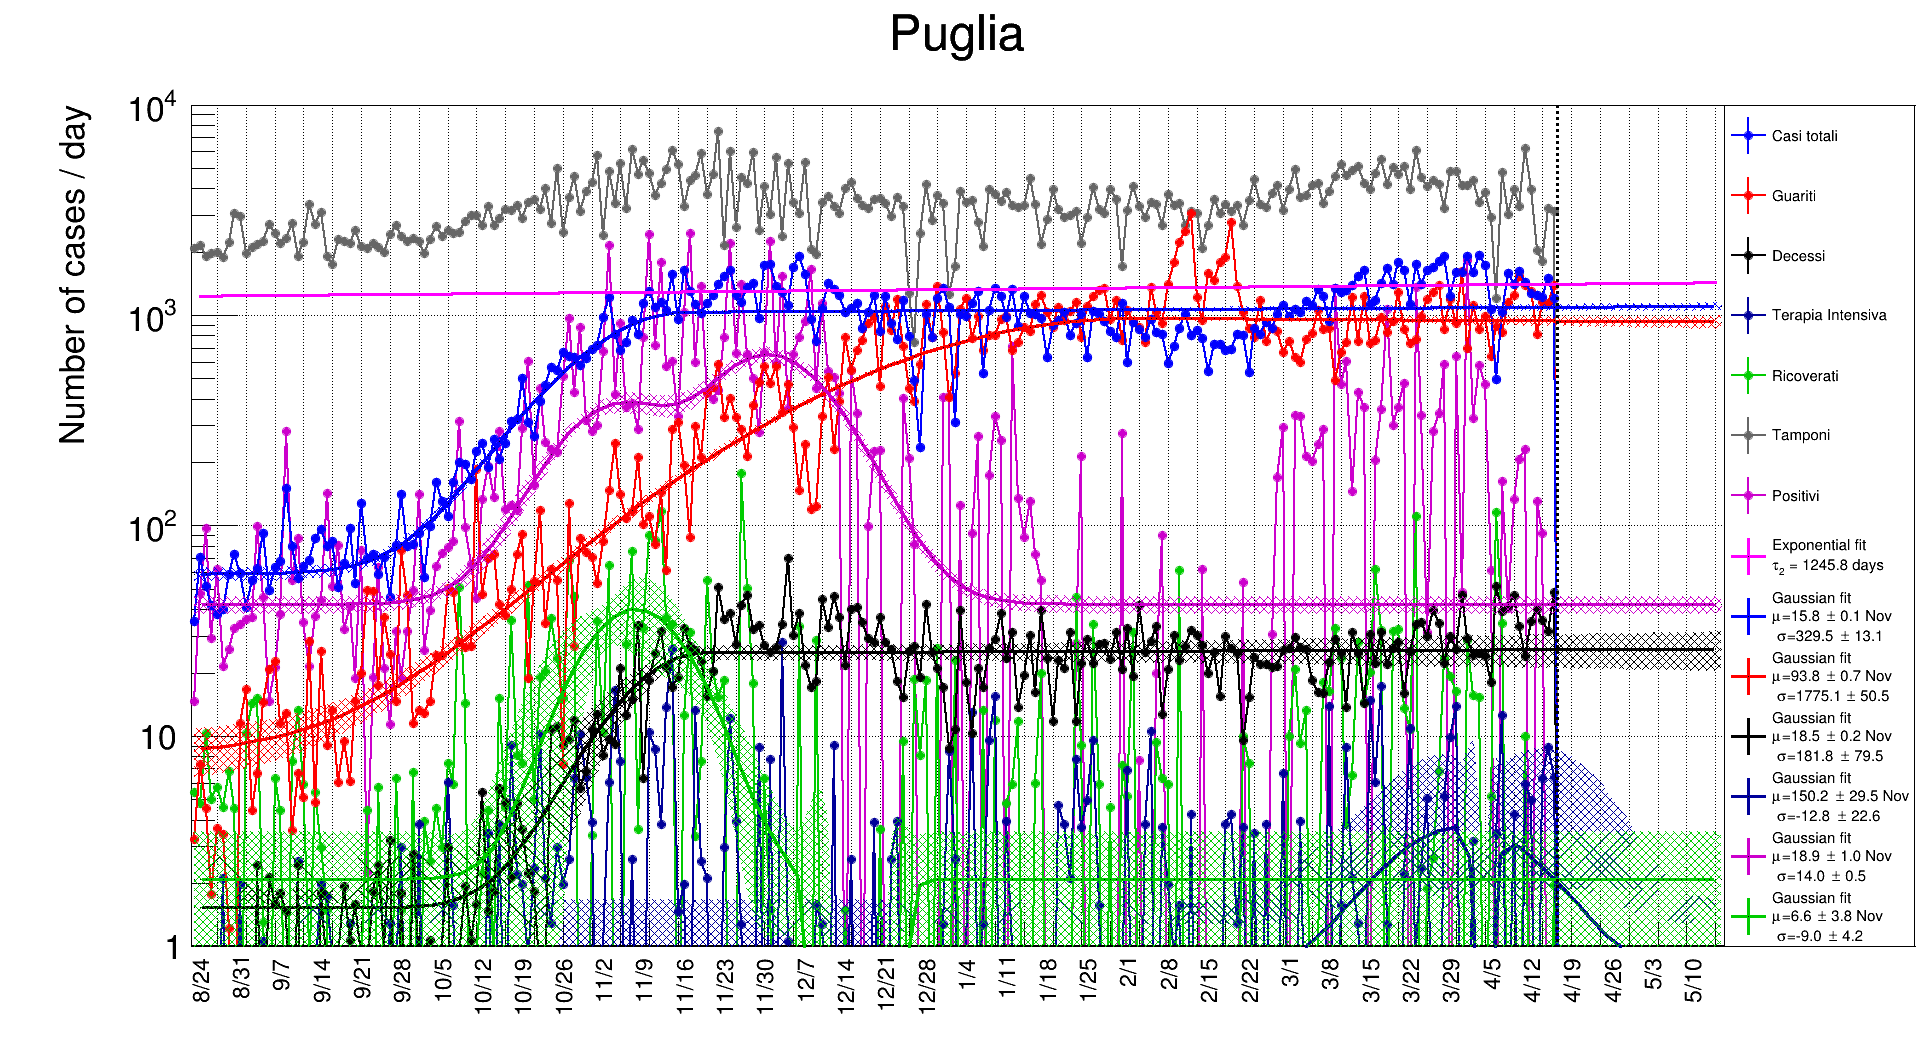 Puglia
Number of cases / day
10⁴
10³
10²
10
1
8/24
8/31
9/7
9/14
9/21
9/28
10/5
10/12
10/19
10/26
11/2
11/9
11/16
11/23
11/30
12/7
12/14
12/21
12/28
1/4
1/11
1/18
1/25
2/1
2/8
2/15
2/22
3/1
3/8
3/15
3/22
3/29
4/5
4/12
4/19
4/26
5/3
5/10
Casi totali
Guariti
Decessi
Terapia Intensiva
Ricoverati
Tamponi
Positivi
Exponential fit
τ₂ = 1245.8 days
Gaussian fit
μ=15.8 ± 0.1 Nov
σ=329.5 ± 13.1
Gaussian fit
μ=93.8 ± 0.7 Nov
σ=1775.1 ± 50.5
Gaussian fit
μ=18.5 ± 0.2 Nov
σ=181.8 ± 79.5
Gaussian fit
μ=150.2 ± 29.5 Nov
σ=-12.8 ± 22.6
Gaussian fit
μ=18.9 ± 1.0 Nov
σ=14.0 ± 0.5
Gaussian fit
μ=6.6 ± 3.8 Nov
σ=-9.0 ± 4.2